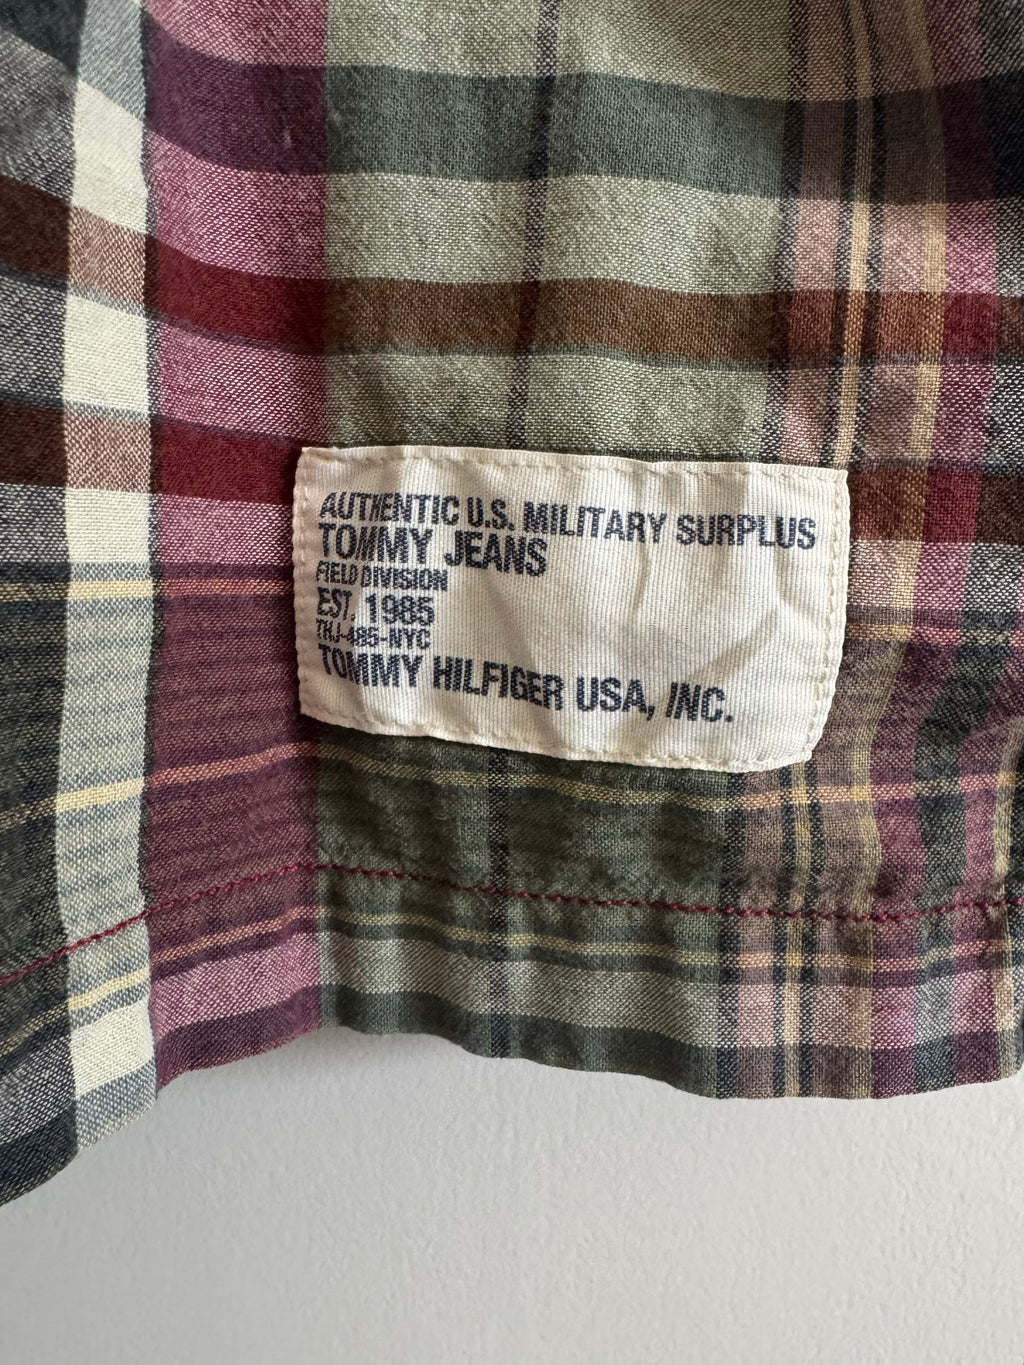 AUTHENTIC U.S. MILITARY SURPLUS
TOMMY JEANS
FIELD DIVISION
EST. 1985
THJ-485-NYC
TOMMY HILFIGER USA, INC.